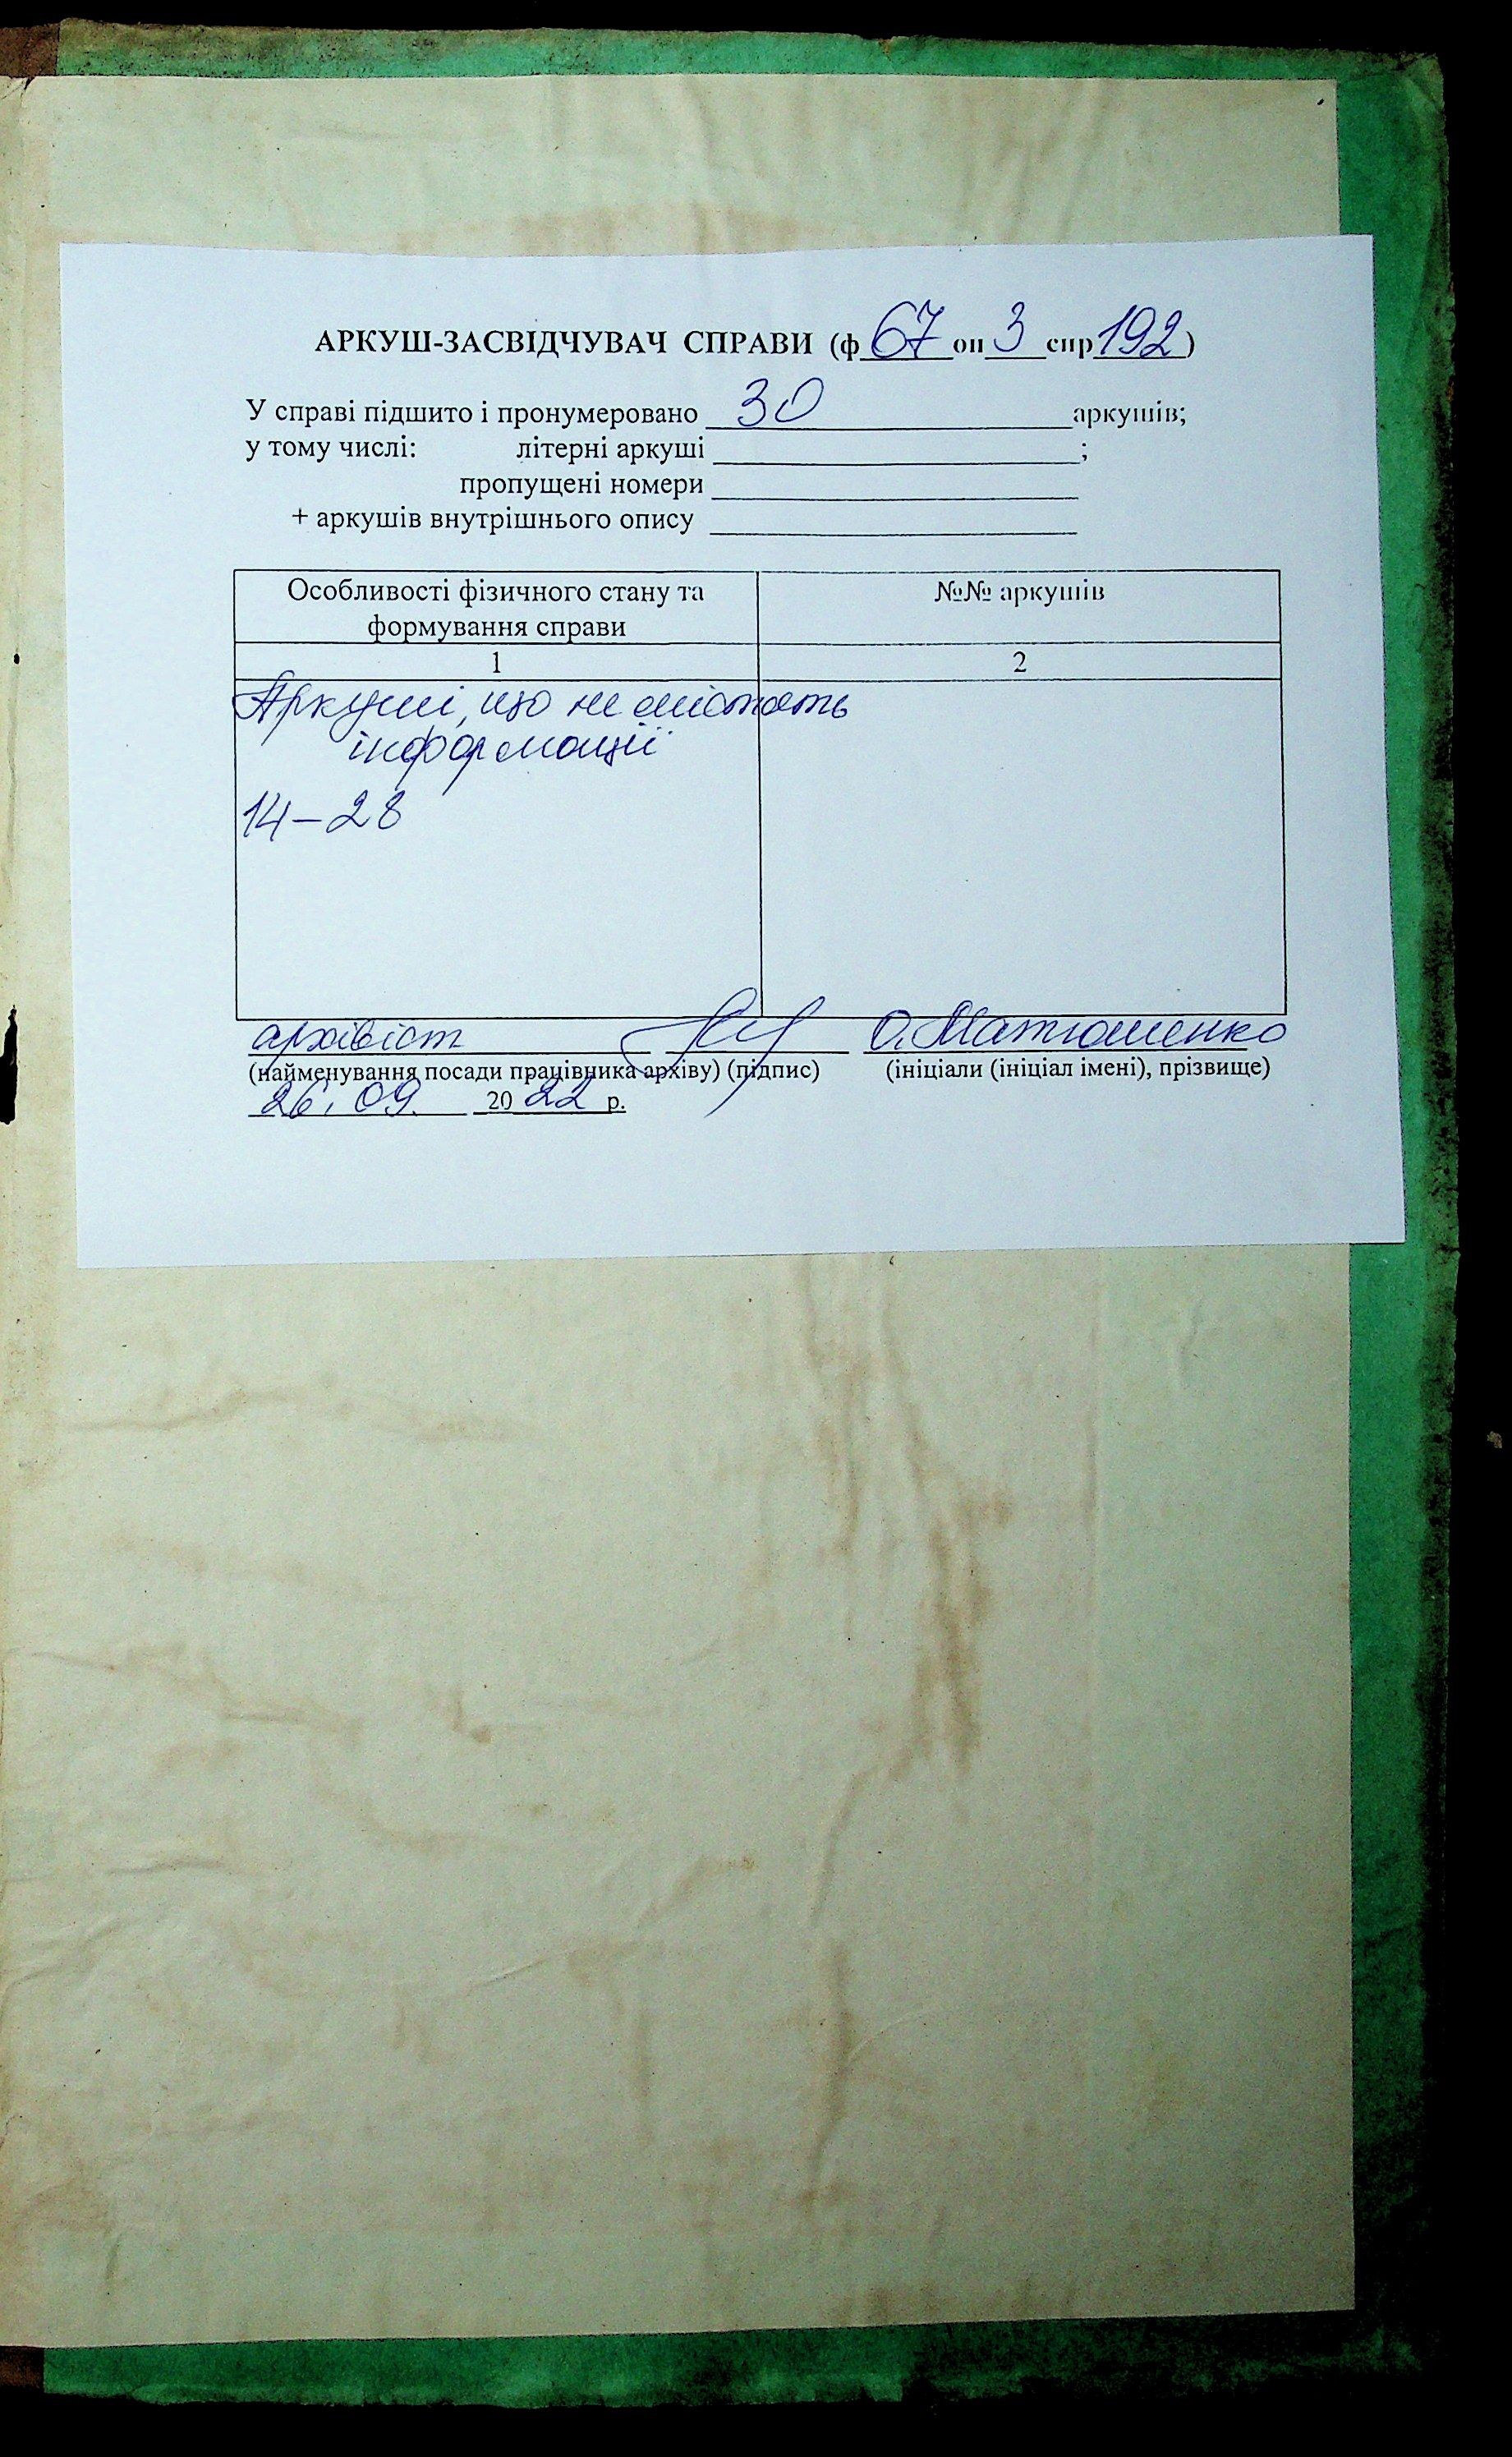 АРКУШ-ЗАСВІДЧУВАЧ СПРАВИ (ф 67 оп 3 спр 192)
У справі підшито і пронумеровано 30 аркушів;
у тому числі: літерні аркуші ;
пропущені номери
+ аркушів внутрішнього опису
Особливості фізичного стану та формування справи
№№ аркушів
1
2
Аркуші, що не містять
інформації
14–28
архівіст О. Матюшенко
(найменування посади працівника архіву) (підпис) (ініціали (ініціал імені), прізвище)
26. 09. 2022 р.